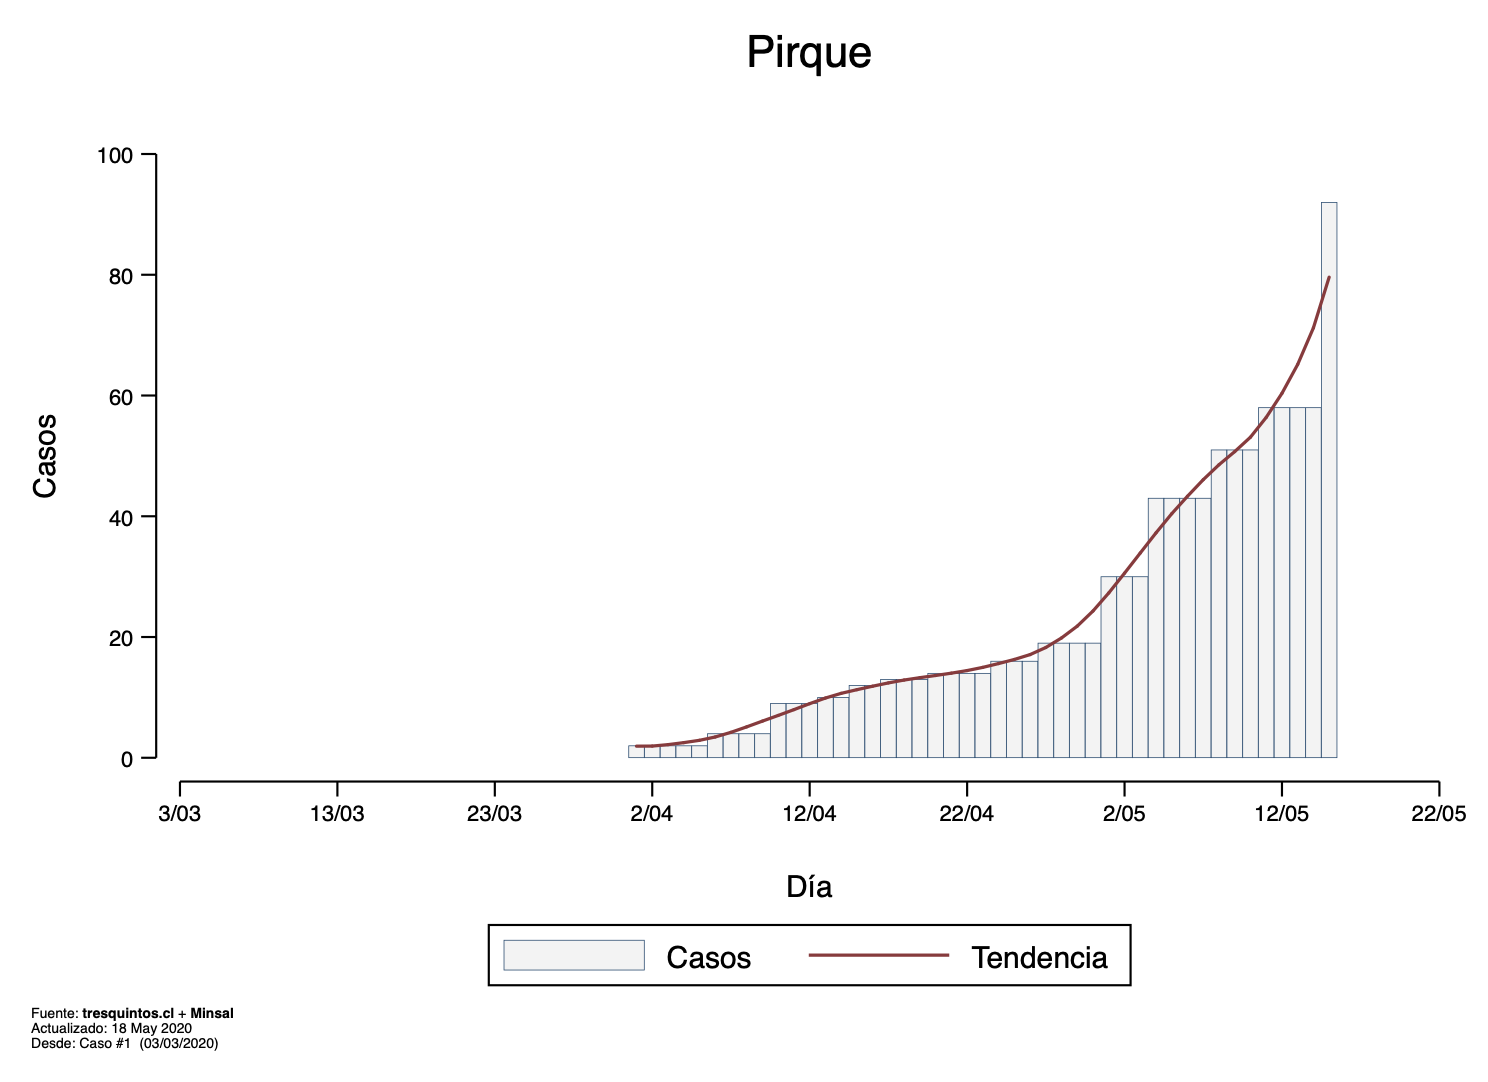 Pirque
100
80
60
40
20
0
Casos
3/03 13/03 23/03 2/04 12/04 22/04 2/05 12/05 22/05
Día
Casos Tendencia
Fuente: tresquintos.cl + Minsal
Actualizado: 18 May 2020
Desde: Caso #1 (03/03/2020)